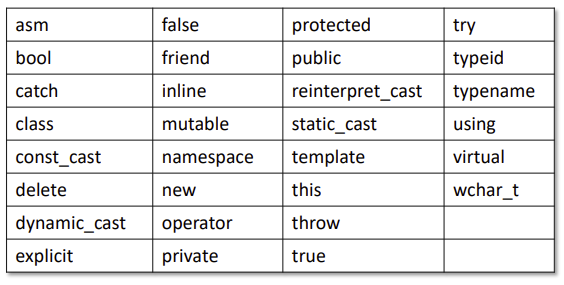 asm false protected try
bool friend public typeid
catch inline reinterpret_cast typename
class mutable static_cast using
const_cast namespace template virtual
delete new this wchar_t
dynamic_cast operator throw
explicit private true